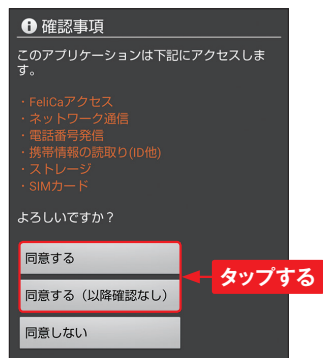 確認事項
このアプリケーションは下記にアクセスしま
す。
・FeliCaアクセス
・ネットワーク通信
・電話番号発信
・携帯情報の読取り(ID他)
・ストレージ
・SIMカード
よろしいですか？
同意する
タップする
同意する（以降確認なし）
同意しない